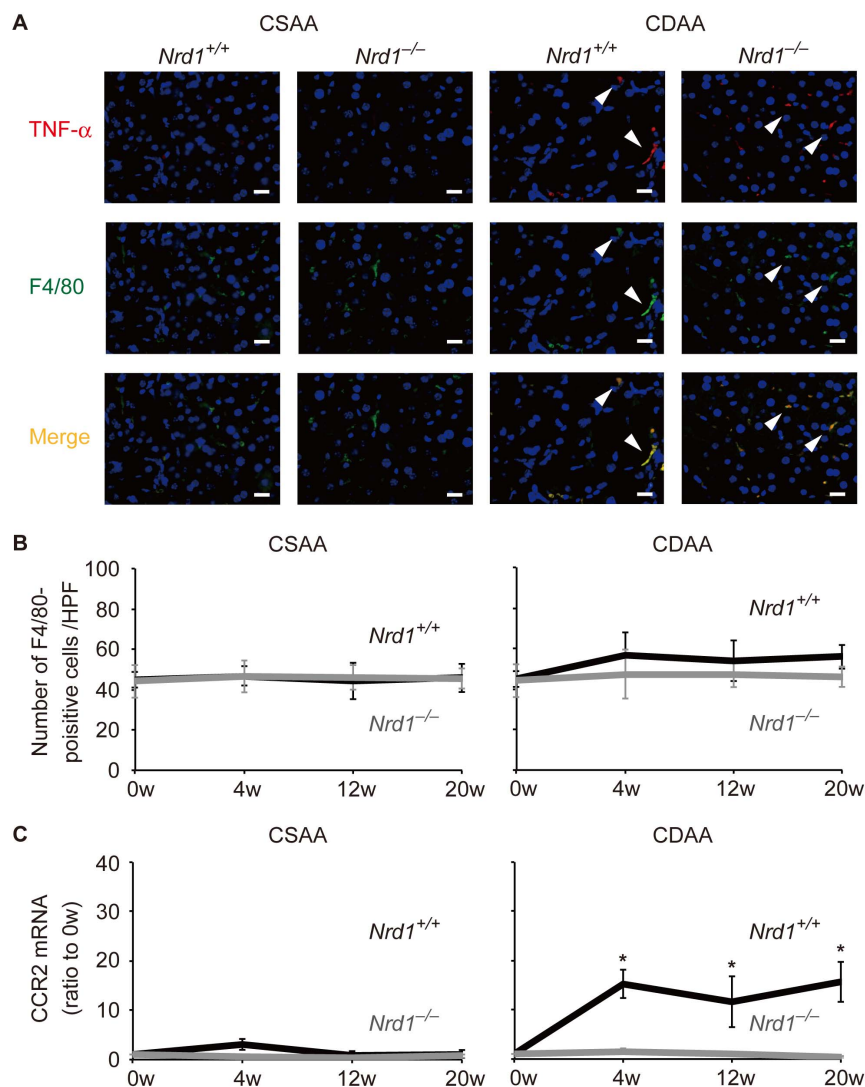 A
CSAA
CDAA
Nrd1+/+
Nrd1−/−
Nrd1+/+
Nrd1−/−
TNF-α
F4/80
Merge
B
CSAA
CDAA
Number of F4/80-
poisitive cells /HPF
100
80
60
40
20
0
Nrd1+/+
Nrd1−/−
0w
4w
12w
20w
Nrd1+/+
Nrd1−/−
0w
4w
12w
20w
C
CSAA
CDAA
CCR2 mRNA
(ratio to 0w)
40
30
20
10
0
Nrd1+/+
Nrd1−/−
0w
4w
12w
20w
Nrd1+/+
* * *
Nrd1−/−
0w
4w
12w
20w